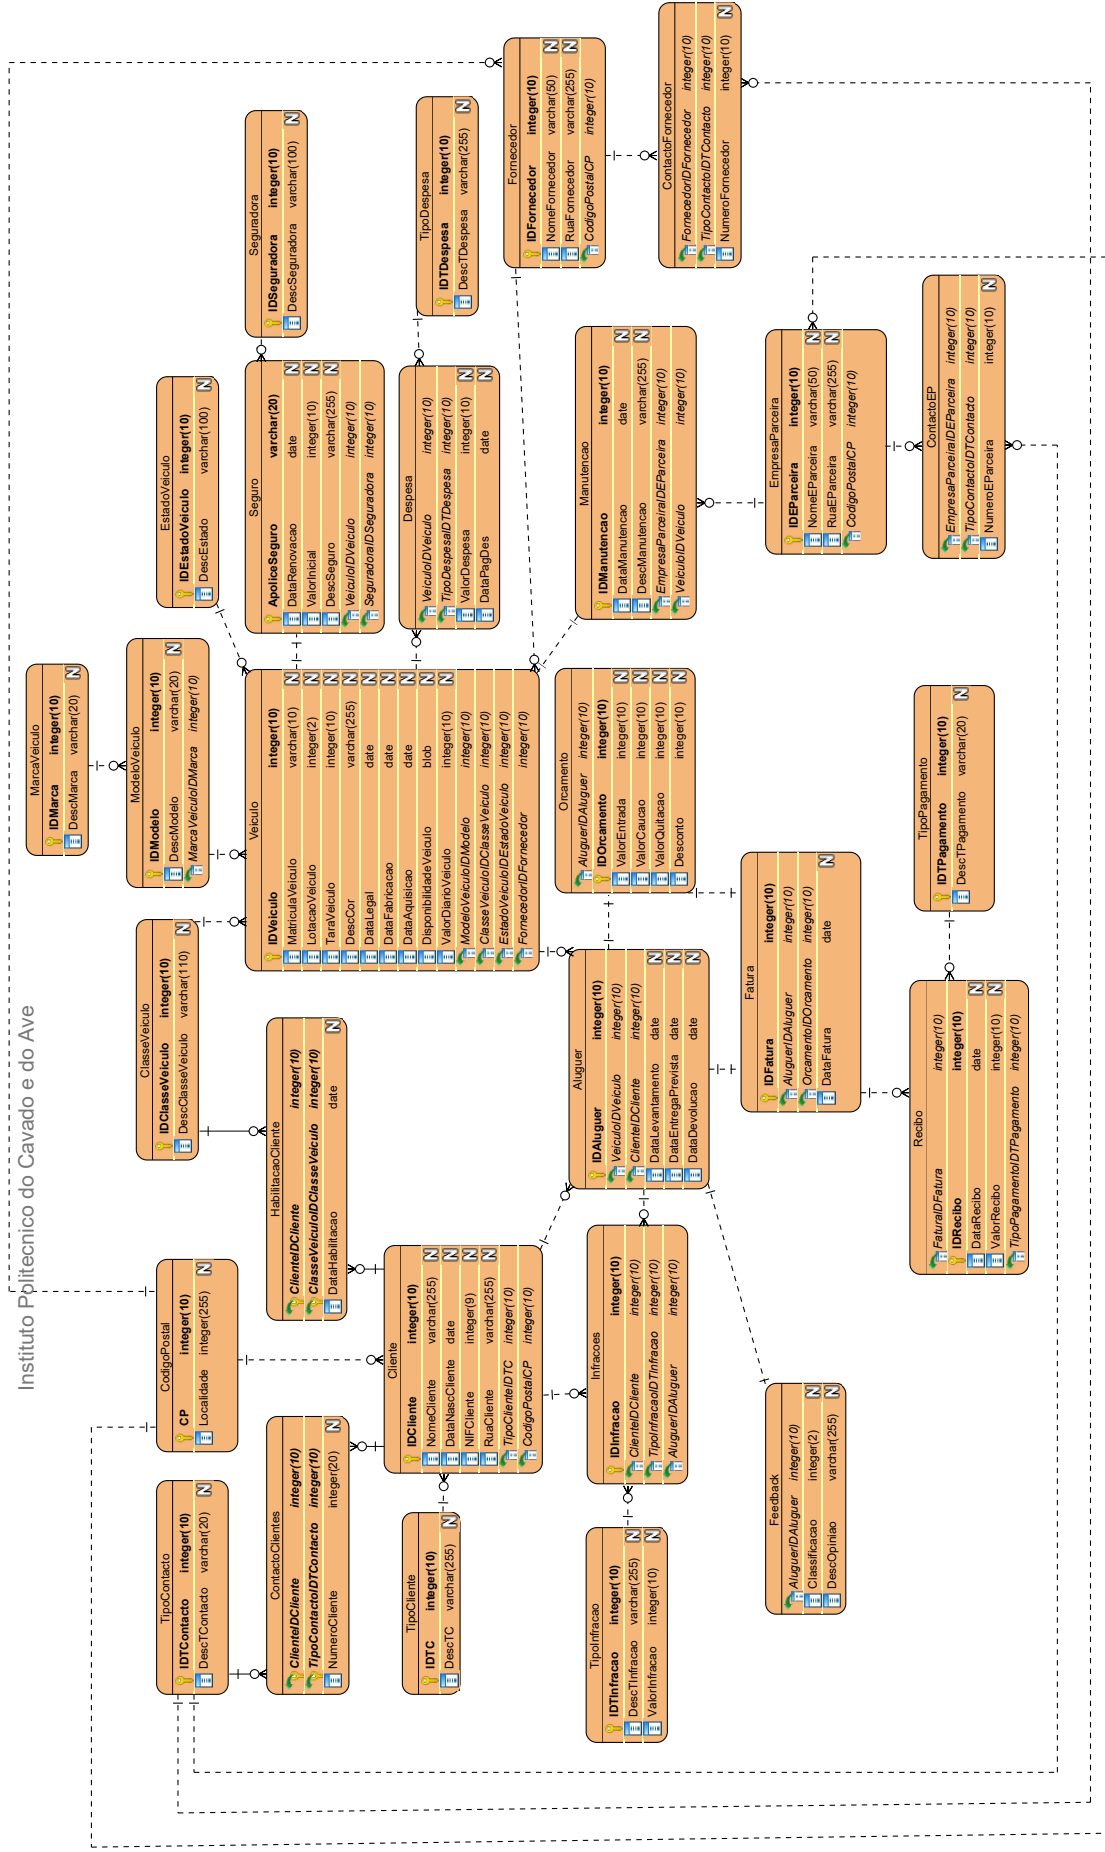 Instituto Politecnico do Cavado e do Ave
TipoContacto
IDTContacto integer(10)
DescTContacto varchar(20) N
CodigoPostal
CP integer(10)
Localidade integer(255) N
ClasseVeiculo
IDClasseVeiculo integer(10)
DescClasseVeiculo varchar(110) N
MarcaVeiculo
IDMarca integer(10)
DescMarca varchar(20) N
ModeloVeiculo
IDModelo integer(10)
DescModelo varchar(20) N
MarcaVeiculoIDMarca integer(10)
EstadoVeiculo
IDEstadoVeiculo integer(10)
DescEstado varchar(100) N
Seguradora
IDSeguradora integer(10)
DescSeguradora varchar(100) N
ContactoClientes
ClienteIDCliente integer(10)
TipoContactoIDTContacto integer(10)
NumeroCliente integer(20) N
HabilitacaoCliente
ClienteIDCliente integer(10)
ClasseVeiculoIDClasseVeiculo integer(10)
DataHabilitacao date N
Veiculo
IDVeiculo integer(10)
MatriculaVeiculo varchar(10) N
LotacaoVeiculo integer(2) N
TaraVeiculo integer(10) N
DescCor varchar(255) N
DataLegal date N
DataFabricacao date N
DataAquisicao date N
DisponibilidadeVeiculo blob N
ValorDiarioVeiculo integer(10) N
ModeloVeiculoIDModelo integer(10)
ClasseVeiculoIDClasseVeiculo integer(10)
EstadoVeiculoIDEstadoVeiculo integer(10)
FornecedorIDFornecedor integer(10)
Seguro
ApoliceSeguro varchar(20)
DataRenovacao date N
ValorInicial integer(10) N
DescSeguro varchar(255) N
VeiculoIDVeiculo integer(10)
SeguradoraIDSeguradora integer(10)
TipoDespesa
IDTDespesa integer(10)
DescTDespesa varchar(255) N
Despesa
VeiculoIDVeiculo integer(10)
TipoDespesaIDTDespesa integer(10)
ValorDespesa integer(10) N
DataPagDes date N
Fornecedor
IDFornecedor integer(10)
NomeFornecedor varchar(50) N
RuaFornecedor varchar(255) N
CodigoPostalCP integer(10)
TipoCliente
IDTC integer(10)
DescTC varchar(255) N
Cliente
IDCliente integer(10)
NomeCliente varchar(255) N
DataNascCliente date N
NIFCliente integer(9) N
RuaCliente varchar(255) N
TipoClienteIDTC integer(10)
CodigoPostalCP integer(10)
TipoInfracao
IDTInfracao integer(10)
DescTInfracao varchar(255) N
ValorInfracao integer(10) N
Infracoes
IDInfracao integer(10)
ClienteIDCliente integer(10)
TipoInfracaoIDTInfracao integer(10)
AluguerIDAluguer integer(10)
Aluguer
IDAluguer integer(10)
VeiculoIDVeiculo integer(10)
ClienteIDCliente integer(10)
DataLevantamento date N
DataEntregaPrevista date N
DataDevolucao date N
Orcamento
AluguerIDAluguer integer(10)
IDOrcamento integer(10)
ValorEntrada integer(10) N
ValorCaucao integer(10) N
ValorQuitacao integer(10) N
Desconto integer(10) N
Manutencao
IDManutencao integer(10)
DataManutencao date N
DescManutencao varchar(255) N
EmpresaParceiraIDEParceira integer(10)
VeiculoIDVeiculo integer(10)
ContactoFornecedor
FornecedorIDFornecedor integer(10)
TipoContactoIDTContacto integer(10)
NumeroFornecedor integer(10) N
Feedback
AluguerIDAluguer integer(10)
Classificacao integer(2) N
DescOpiniao varchar(255) N
Fatura
IDFatura integer(10)
AluguerIDAluguer integer(10)
OrcamentoIDOrcamento integer(10)
DataFatura date N
EmpresaParceira
IDEParceira integer(10)
NomeEParceira varchar(50) N
RuaEParceira varchar(255) N
CodigoPostalCP integer(10)
Recibo
FaturaIDFatura integer(10)
IDRecibo integer(10)
DataRecibo date N
ValorRecibo integer(10) N
TipoPagamentoIDTPagamento integer(10)
TipoPagamento
IDTPagamento integer(10)
DescTPagamento varchar(20) N
ContactoEP
EmpresaParceiraIDEParceira integer(10)
TipoContactoIDTContacto integer(10)
NumeroEParceira integer(10) N